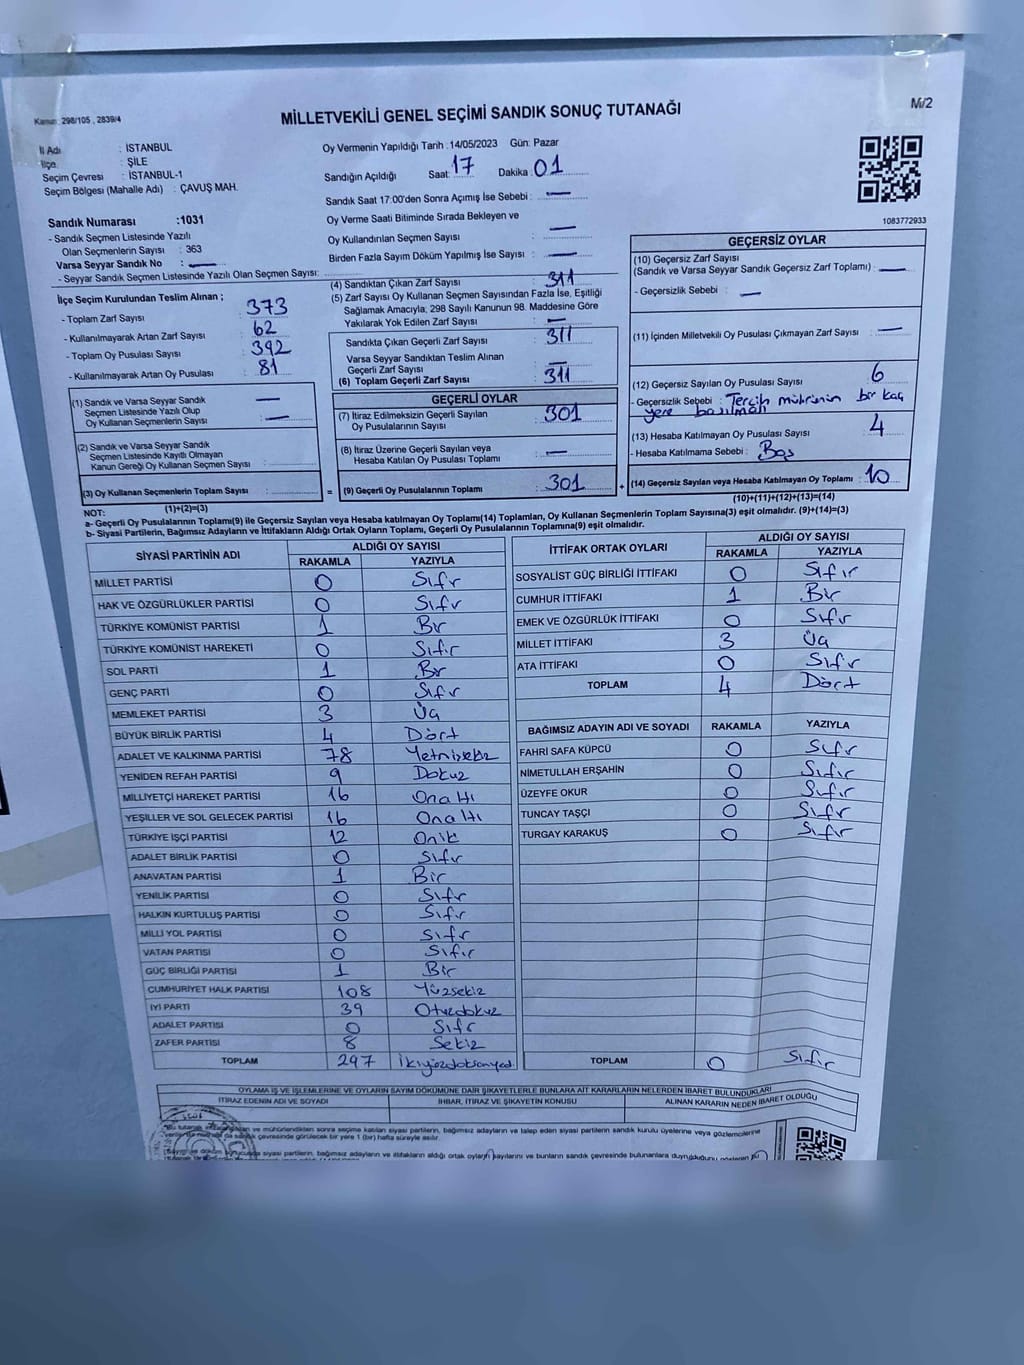 Kanun : 298/105 , 2839/4
MİLLETVEKİLİ GENEL SEÇİMİ SANDIK SONUÇ TUTANAĞI
M/2
İl Adı : İSTANBUL
İlçe : ŞİLE
Seçim Çevresi : İSTANBUL-1
Seçim Bölgesi (Mahalle Adı) : ÇAVUŞ MAH.
Oy Vermenin Yapıldığı Tarih : 14/05/2023 Gün: Pazar
Sandığın Açıldığı Saat: 17 Dakika : 01
Sandık Saat 17:00'den Sonra Açılmış İse Sebebi : —
Oy Verme Saati Bitiminde Sırada Bekleyen ve
Oy Kullandırılan Seçmen Sayısı : —
Birden Fazla Sayım Döküm Yapılmış İse Sayısı : —
1083772933
Sandık Numarası :1031
- Sandık Seçmen Listesinde Yazılı
Olan Seçmenlerin Sayısı : 363
Varsa Seyyar Sandık No : —
- Seyyar Sandık Seçmen Listesinde Yazılı Olan Seçmen Sayısı:
İlçe Seçim Kurulundan Teslim Alınan ;
- Toplam Zarf Sayısı : 373
- Kullanılmayarak Artan Zarf Sayısı : 62
- Toplam Oy Pusulası Sayısı : 392
- Kullanılmayarak Artan Oy Pusulası : 81
(4) Sandıktan Çıkan Zarf Sayısı : 311
(5) Zarf Sayısı Oy Kullanan Seçmen Sayısından Fazla İse, Eşitliği
Sağlamak Amacıyla, 298 Sayılı Kanunun 98. Maddesine Göre
Yakılarak Yok Edilen Zarf Sayısı : —
Sandıkta Çıkan Geçerli Zarf Sayısı : 311
Varsa Seyyar Sandıktan Teslim Alınan
Geçerli Zarf Sayısı : —
(6) Toplam Geçerli Zarf Sayısı : 311
GEÇERSİZ OYLAR
(10) Geçersiz Zarf Sayısı
(Sandık ve Varsa Seyyar Sandık Geçersiz Zarf Toplamı) : —
- Geçersizlik Sebebi : —
(11) İçinden Milletvekili Oy Pusulası Çıkmayan Zarf Sayısı : —
(12) Geçersiz Sayılan Oy Pusulası Sayısı : 6
- Geçersizlik Sebebi : Tercih mührünün bir kaç
yere basılması
(13) Hesaba Katılmayan Oy Pusulası Sayısı : 4
- Hesaba Katılmama Sebebi : Boş
(14) Geçersiz Sayılan veya Hesaba Katılmayan Oy Toplamı : 10
(10)+(11)+(12)+(13)=(14)
(1) Sandık ve Varsa Seyyar Sandık
Seçmen Listesinde Yazılı Olup
Oy Kullanan Seçmenlerin Sayısı : —
(2) Sandık ve Varsa Seyyar Sandık
Seçmen Listesinde Kayıtlı Olmayan
Kanun Gereği Oy Kullanan Seçmen Sayısı :
(3) Oy Kullanan Seçmenlerin Toplam Sayısı :
(1)+(2)=(3)
GEÇERLİ OYLAR
(7) İtiraz Edilmeksizin Geçerli Sayılan
Oy Pusulalarının Sayısı : 301
(8) İtiraz Üzerine Geçerli Sayılan veya
Hesaba Katılan Oy Pusulası Toplamı : —
= (9) Geçerli Oy Pusulalarının Toplamı : 301 +
NOT:
a- Geçerli Oy Pusulalarının Toplamı(9) ile Geçersiz Sayılan veya Hesaba katılmayan Oy Toplamı(14) Toplamları, Oy Kullanan Seçmenlerin Toplam Sayısına(3) eşit olmalıdır. (9)+(14)=(3)
b- Siyasi Partilerin, Bağımsız Adayların ve İttifakların Aldığı Ortak Oyların Toplamı, Geçerli Oy Pusulalarının Toplamına(9) eşit olmalıdır.
SİYASİ PARTİNİN ADI ALDIĞI OY SAYISI
RAKAMLA YAZIYLA
MİLLET PARTİSİ 0 Sıfır
HAK VE ÖZGÜRLÜKLER PARTİSİ 0 Sıfır
TÜRKİYE KOMÜNİST PARTİSİ 1 Bir
TÜRKİYE KOMÜNİST HAREKETİ 0 Sıfır
SOL PARTİ 1 Bir
GENÇ PARTİ 0 Sıfır
MEMLEKET PARTİSİ 3 Üç
BÜYÜK BİRLİK PARTİSİ 4 Dört
ADALET VE KALKINMA PARTİSİ 78 Yetmişsekiz
YENİDEN REFAH PARTİSİ 9 Dokuz
MİLLİYETÇİ HAREKET PARTİSİ 16 Onaltı
YEŞİLLER VE SOL GELECEK PARTİSİ 16 Onaltı
TÜRKİYE İŞÇİ PARTİSİ 12 Oniki
ADALET BİRLİK PARTİSİ 0 Sıfır
ANAVATAN PARTİSİ 1 Bir
YENİLİK PARTİSİ 0 Sıfır
HALKIN KURTULUŞ PARTİSİ 0 Sıfır
MİLLİ YOL PARTİSİ 0 Sıfır
VATAN PARTİSİ 0 Sıfır
GÜÇ BİRLİĞİ PARTİSİ 1 Bir
CUMHURİYET HALK PARTİSİ 108 Yüzsekiz
İYİ PARTİ 39 Otuzdokuz
ADALET PARTİSİ 0 Sıfır
ZAFER PARTİSİ 8 Sekiz
TOPLAM 297 İkiyüzdoksanyedi
İTTİFAK ORTAK OYLARI ALDIĞI OY SAYISI
RAKAMLA YAZIYLA
SOSYALİST GÜÇ BİRLİĞİ İTTİFAKI 0 Sıfır
CUMHUR İTTİFAKI 1 Bir
EMEK VE ÖZGÜRLÜK İTTİFAKI 0 Sıfır
MİLLET İTTİFAKI 3 Üç
ATA İTTİFAKI 0 Sıfır
TOPLAM 4 Dört
BAĞIMSIZ ADAYIN ADI VE SOYADI RAKAMLA YAZIYLA
FAHRİ SAFA KÜPCÜ 0 Sıfır
NİMETULLAH ERŞAHİN 0 Sıfır
ÜZEYFE OKUR 0 Sıfır
TUNCAY TAŞÇI 0 Sıfır
TURGAY KARAKUŞ 0 Sıfır
TOPLAM 0 Sıfır
OYLAMA İŞ VE İŞLEMLERİNE VE OYLARIN SAYIM DÖKÜMÜNE DAİR ŞİKAYETLERLE BUNLARA AİT KARARLARIN NELERDEN İBARET BULUNDUKLARI
İTİRAZ EDENİN ADI VE SOYADI İHBAR, İTİRAZ VE ŞİKAYETİN KONUSU ALINAN KARARIN NEDEN İBARET OLDUĞU
ve mühürlendikten sonra seçime katılan siyasi partilerin, bağımsız adayların ve talep eden siyasi partilerin sandık kurulu üyelerine veya gözlemcilerine
sandık çevresinde görülecek bir yere 1 (bir) hafta süreyle asılır.
siyasi partilerin, bağımsız adayların ve ittifakların aldığı ortak oyların sayılarını ve bunların sandık çevresinde bulunanlara duyrulduğunu